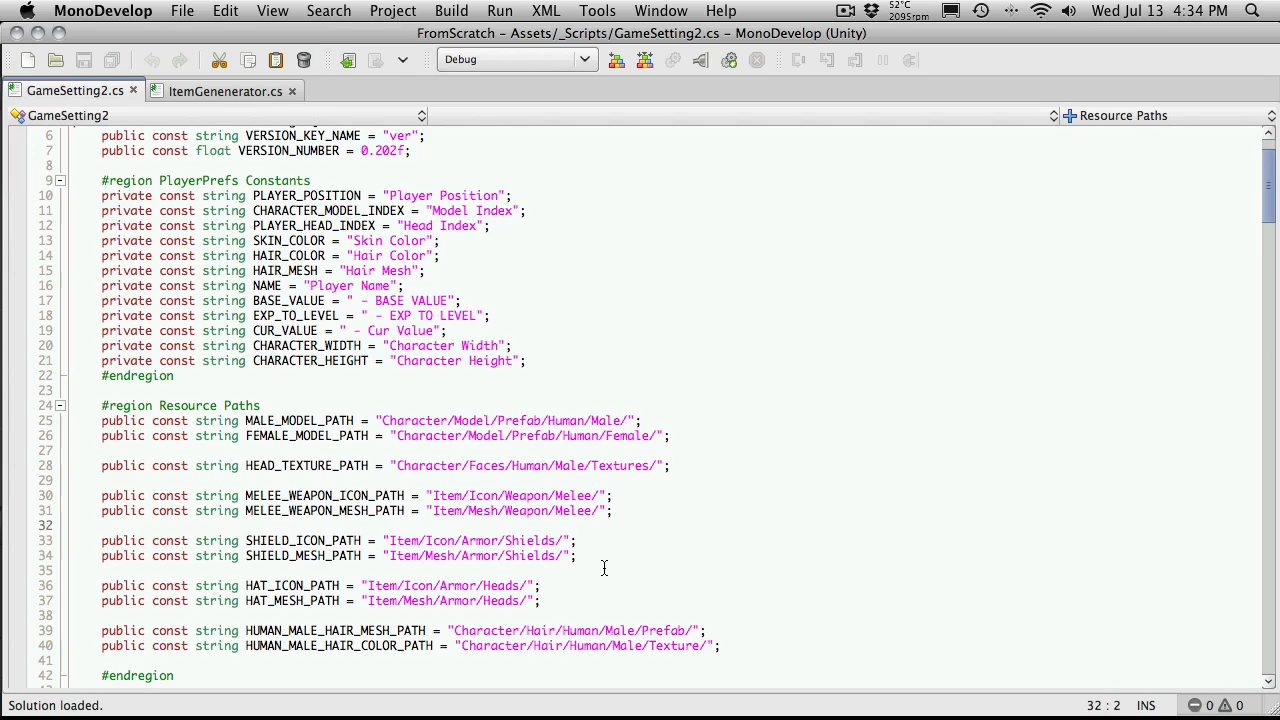 MonoDevelop File Edit View Search Project Build Run XML Tools Window Help 52°C 2095rpm Wed Jul 13 4:34 PM
FromScratch - Assets/_Scripts/GameSetting2.cs - MonoDevelop (Unity)
Debug
GameSetting2.cs ItemGenenerator.cs
GameSetting2 Resource Paths
6 public const string VERSION_KEY_NAME = "ver";
7 public const float VERSION_NUMBER = 0.202f;
8
9 #region PlayerPrefs Constants
10 private const string PLAYER_POSITION = "Player Position";
11 private const string CHARACTER_MODEL_INDEX = "Model Index";
12 private const string PLAYER_HEAD_INDEX = "Head Index";
13 private const string SKIN_COLOR = "Skin Color";
14 private const string HAIR_COLOR = "Hair Color";
15 private const string HAIR_MESH = "Hair Mesh";
16 private const string NAME = "Player Name";
17 private const string BASE_VALUE = " - BASE VALUE";
18 private const string EXP_TO_LEVEL = " - EXP TO LEVEL";
19 private const string CUR_VALUE = " - Cur Value";
20 private const string CHARACTER_WIDTH = "Character Width";
21 private const string CHARACTER_HEIGHT = "Character Height";
22 #endregion
23
24 #region Resource Paths
25 public const string MALE_MODEL_PATH = "Character/Model/Prefab/Human/Male/";
26 public const string FEMALE_MODEL_PATH = "Character/Model/Prefab/Human/Female/";
27
28 public const string HEAD_TEXTURE_PATH = "Character/Faces/Human/Male/Textures/";
29
30 public const string MELEE_WEAPON_ICON_PATH = "Item/Icon/Weapon/Melee/";
31 public const string MELEE_WEAPON_MESH_PATH = "Item/Mesh/Weapon/Melee/";
32
33 public const string SHIELD_ICON_PATH = "Item/Icon/Armor/Shields/";
34 public const string SHIELD_MESH_PATH = "Item/Mesh/Armor/Shields/";
35
36 public const string HAT_ICON_PATH = "Item/Icon/Armor/Heads/";
37 public const string HAT_MESH_PATH = "Item/Mesh/Armor/Heads/";
38
39 public const string HUMAN_MALE_HAIR_MESH_PATH = "Character/Hair/Human/Male/Prefab/";
40 public const string HUMAN_MALE_HAIR_COLOR_PATH = "Character/Hair/Human/Male/Texture/";
41
42 #endregion
Solution loaded. 32 : 2 INS 0 0